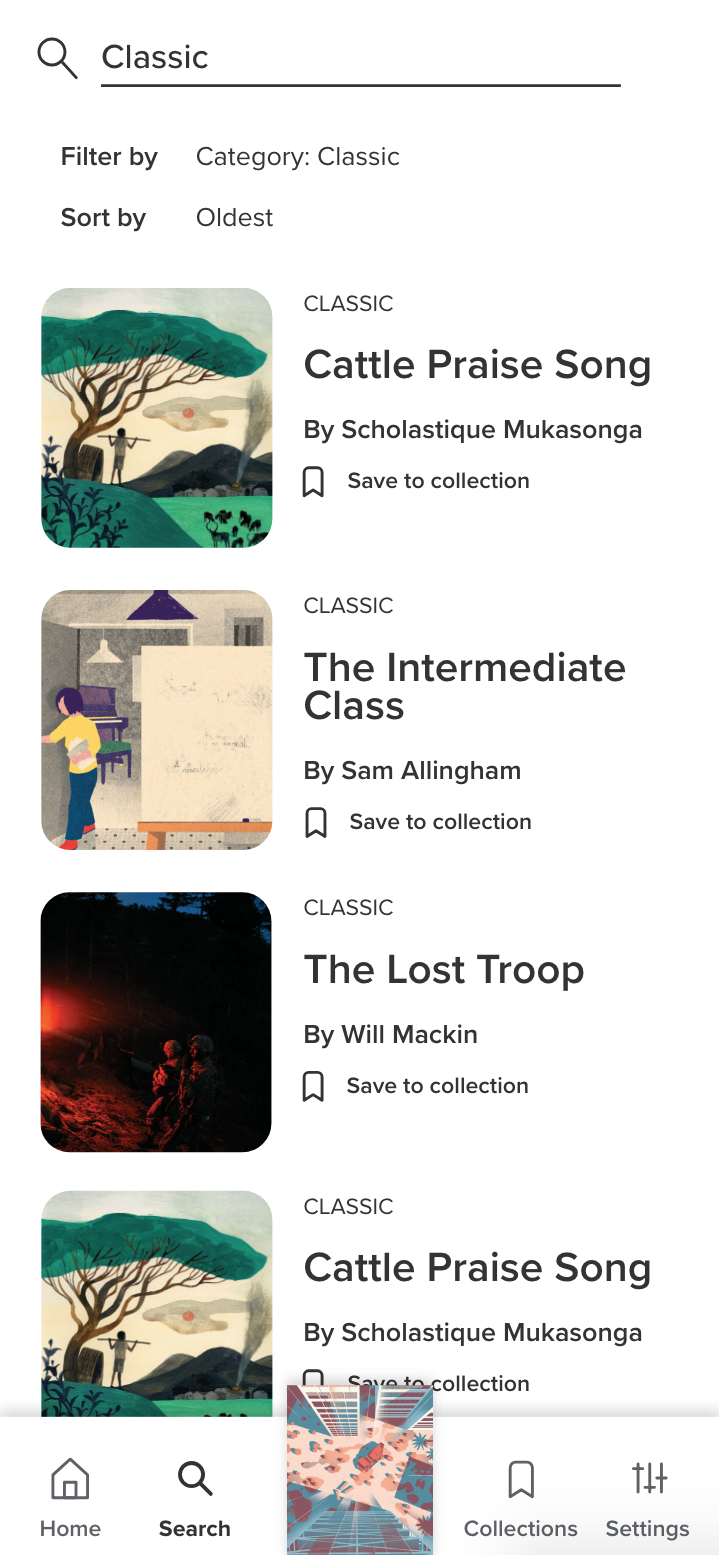 Classic
Filter by Category: Classic
Sort by Oldest
CLASSIC
Cattle Praise Song
By Scholastique Mukasonga
Save to collection
CLASSIC
The Intermediate
Class
By Sam Allingham
Save to collection
CLASSIC
The Lost Troop
By Will Mackin
Save to collection
CLASSIC
Cattle Praise Song
By Scholastique Mukasonga
Save to collection
Home
Search
Collections
Settings